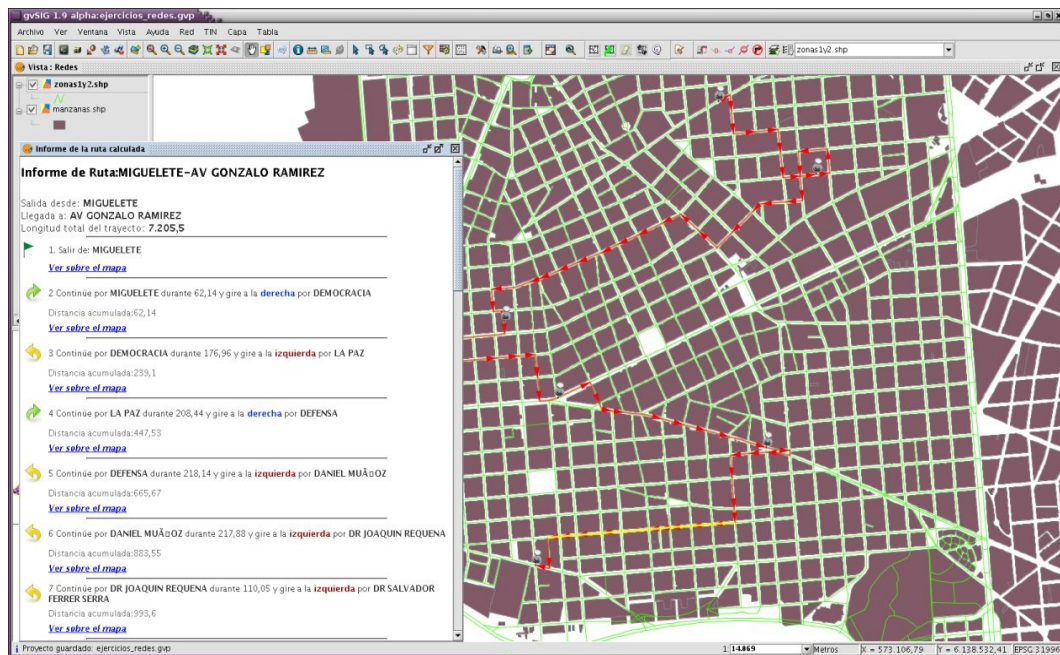 gvSIG 1.9 alpha:ejercicios_redes.gvp
Archivo Ver Ventana Vista Ayuda Red TIN Capa Tabla
zonas1y2.shp
Vista : Redes
zonas1y2.shp
manzanas.shp
Informe de la ruta calculada
Informe de Ruta:MIGUELETE-AV GONZALO RAMIREZ
Salida desde: MIGUELETE
Llegada a: AV GONZALO RAMIREZ
Longitud total del trayecto: 7.205,5
1. Salir de: MIGUELETE
Ver sobre el mapa
2 Continúe por MIGUELETE durante 62,14 y gire a la derecha por DEMOCRACIA
Distancia acumulada:62,14
Ver sobre el mapa
3 Continúe por DEMOCRACIA durante 176,96 y gire a la izquierda por LA PAZ
Distancia acumulada:239,1
Ver sobre el mapa
4 Continúe por LA PAZ durante 208,44 y gire a la derecha por DEFENSA
Distancia acumulada:447,53
Ver sobre el mapa
5 Continúe por DEFENSA durante 218,14 y gire a la izquierda por DANIEL MUÃ¤OZ
Distancia acumulada:665,67
Ver sobre el mapa
6 Continúe por DANIEL MUÃ¤OZ durante 217,88 y gire a la izquierda por DR JOAQUIN REQUENA
Distancia acumulada:883,55
Ver sobre el mapa
7 Continúe por DR JOAQUIN REQUENA durante 110,05 y gire a la izquierda por DR SALVADOR
FERRER SERRA
Distancia acumulada:993,6
Ver sobre el mapa
Proyecto guardado: ejercicios_redes.gvp
1:14.869 Metros X = 573.106,79 Y = 6.138.532,41 EPSG:31996